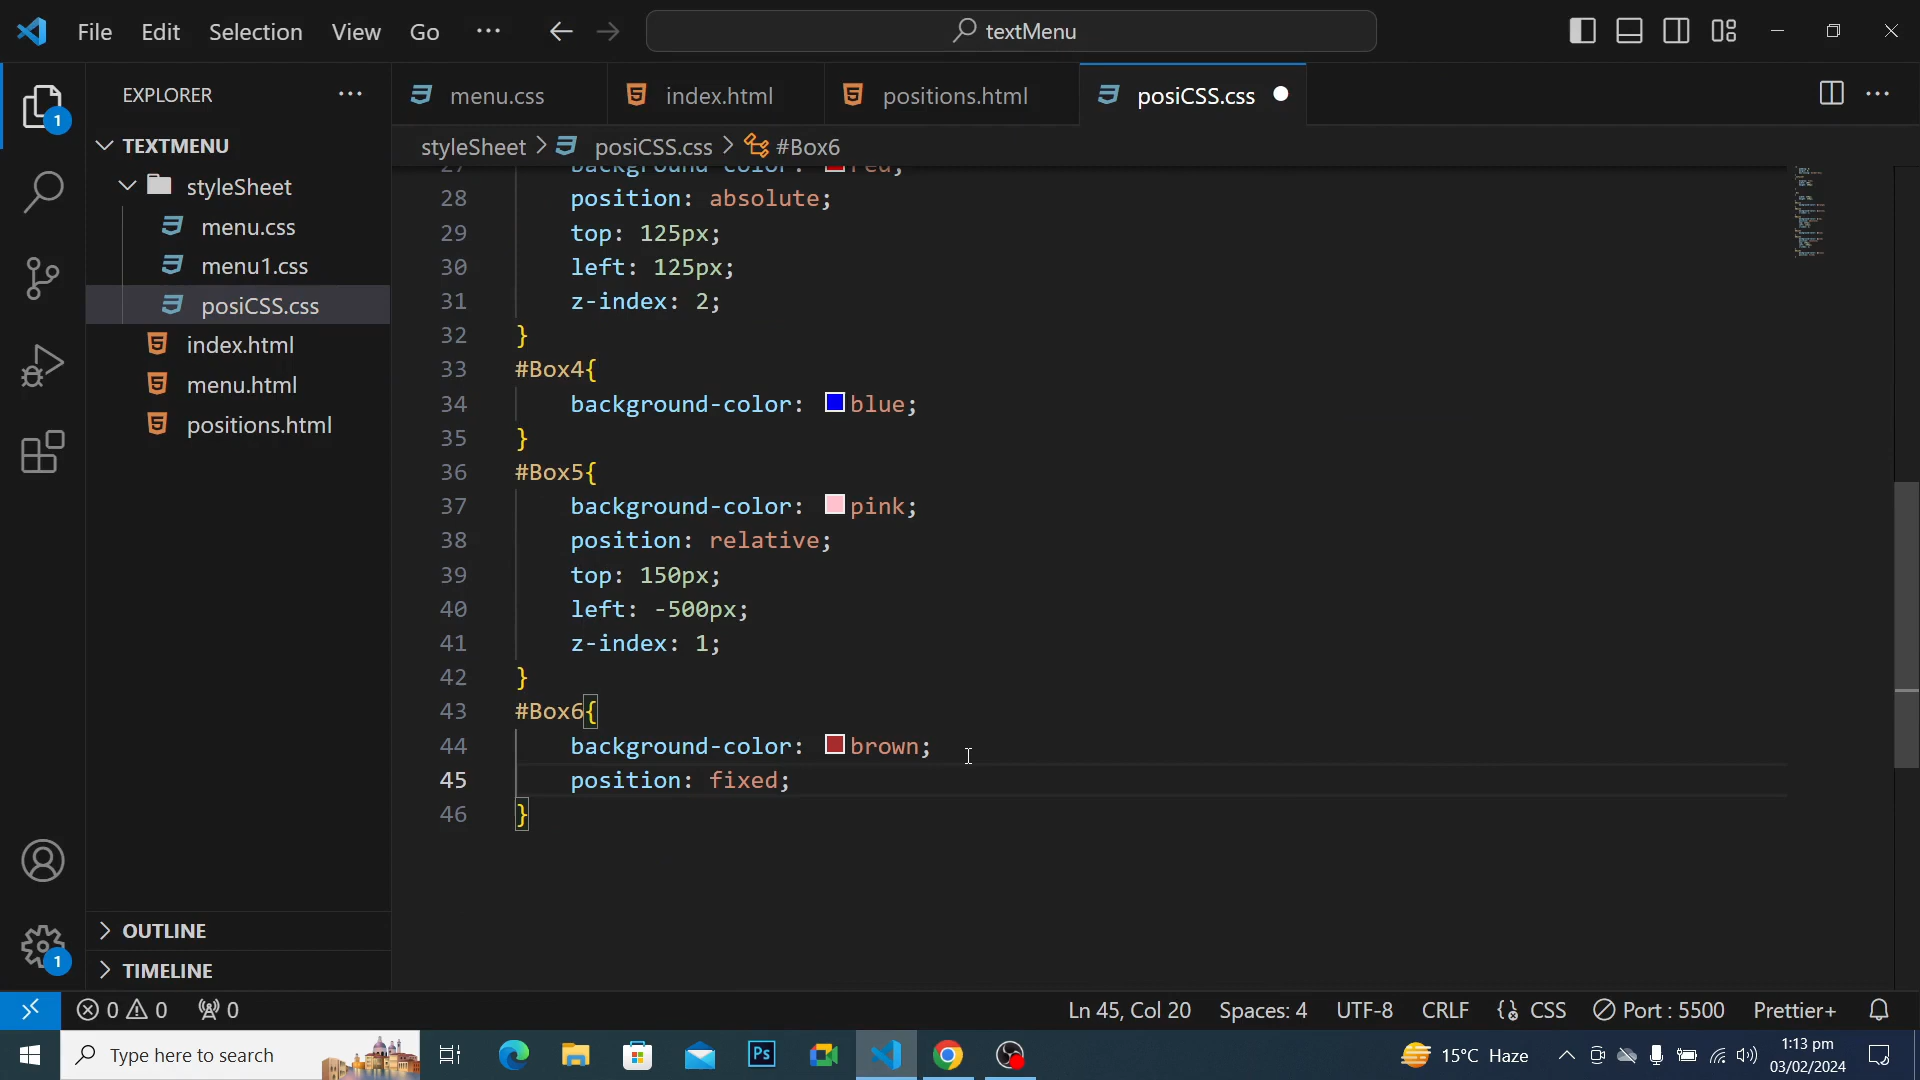 File Edit Selection View Go ...
textMenu
EXPLORER
menu.css
index.html
positions.html
posiCSS.css
styleSheet > posiCSS.css > #Box6
TEXTMENU
styleSheet
menu.css
menu1.css
posiCSS.css
index.html
menu.html
positions.html
27 background-color: red;
28 position: absolute;
29 top: 125px;
30 left: 125px;
31 z-index: 2;
32 }
33 #Box4{
34 background-color: blue;
35 }
36 #Box5{
37 background-color: pink;
38 position: relative;
39 top: 150px;
40 left: -500px;
41 z-index: 1;
42 }
43 #Box6{
44 background-color: brown;
45 position: fixed;
46 }
1
1
OUTLINE
TIMELINE
0 0 0
Ln 45, Col 20 Spaces: 4 UTF-8 CRLF {} CSS Port : 5500 Prettier+
Type here to search
Ps
15°C Haze
1:13 pm
03/02/2024